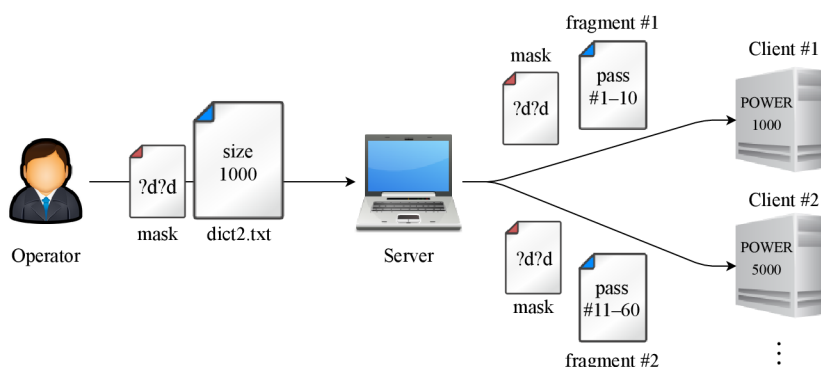 Operator
?d?d
mask
size
1000
dict2.txt
Server
mask
?d?d
fragment #1
pass
#1–10
Client #1
POWER
1000
?d?d
mask
pass
#11–60
fragment #2
Client #2
POWER
5000